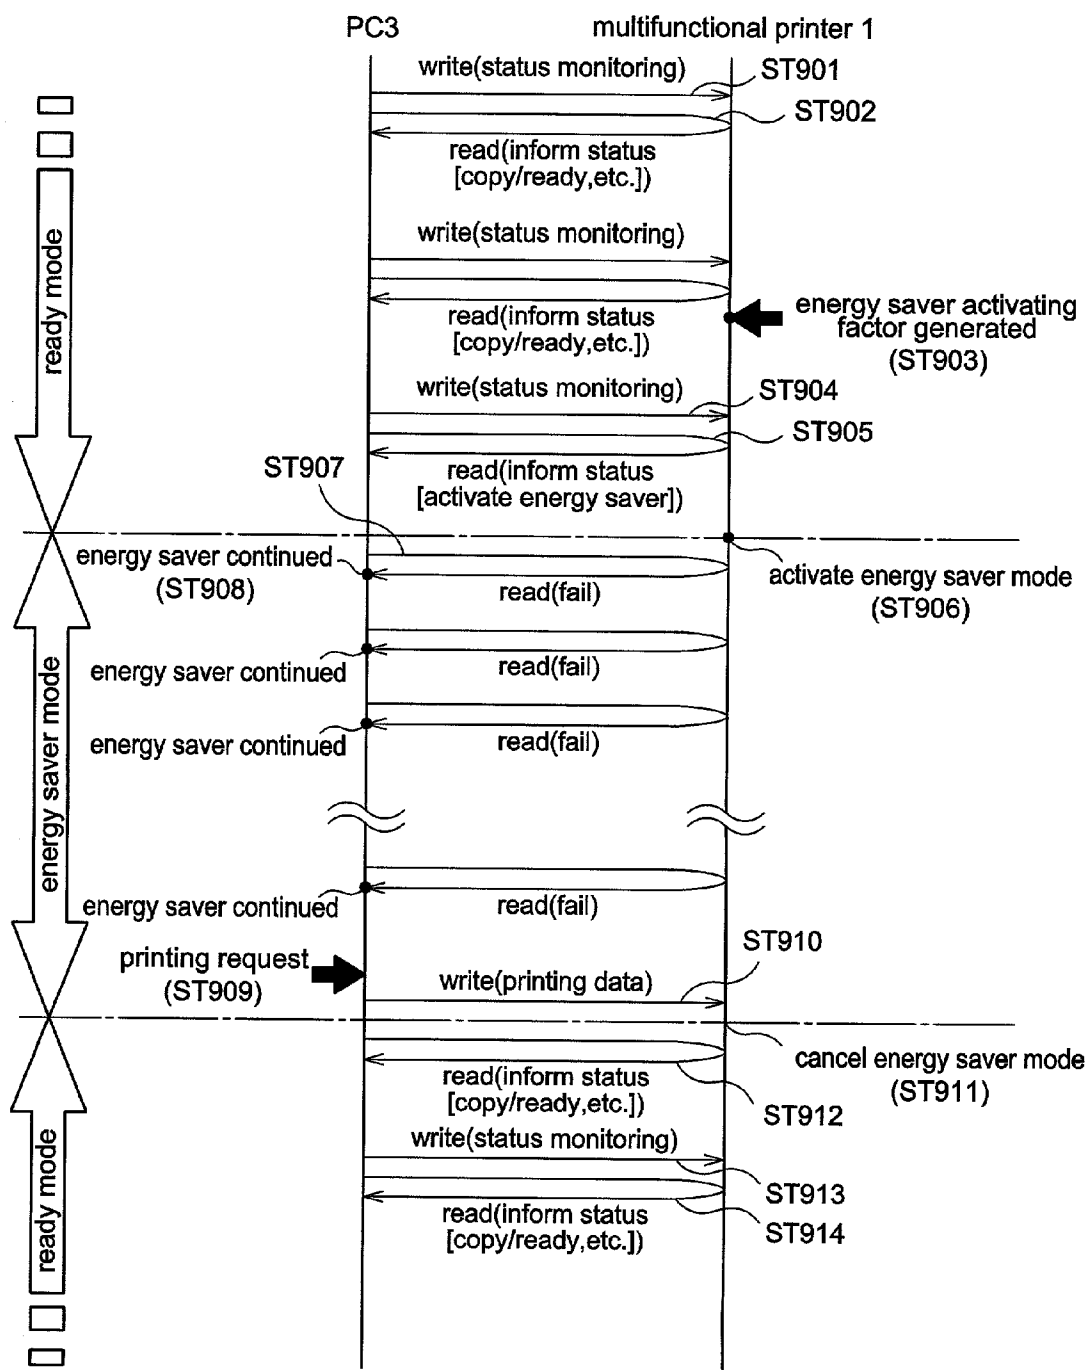 PC3
multifunctional printer 1
write(status monitoring)
ST901
ST902
read(inform status
[copy/ready,etc.])
write(status monitoring)
ready mode
read(inform status
[copy/ready,etc.])
energy saver activating
factor generated
(ST903)
write(status monitoring)
ST904
ST905
read(inform status
[activate energy saver])
ST907
energy saver continued
(ST908)
read(fail)
activate energy saver mode
(ST906)
energy saver mode
energy saver continued
read(fail)
energy saver continued
read(fail)
energy saver continued
read(fail)
printing request
(ST909)
ST910
write(printing data)
cancel energy saver mode
(ST911)
read(inform status
[copy/ready,etc.])
ST912
ready mode
write(status monitoring)
ST913
read(inform status
[copy/ready,etc.])
ST914